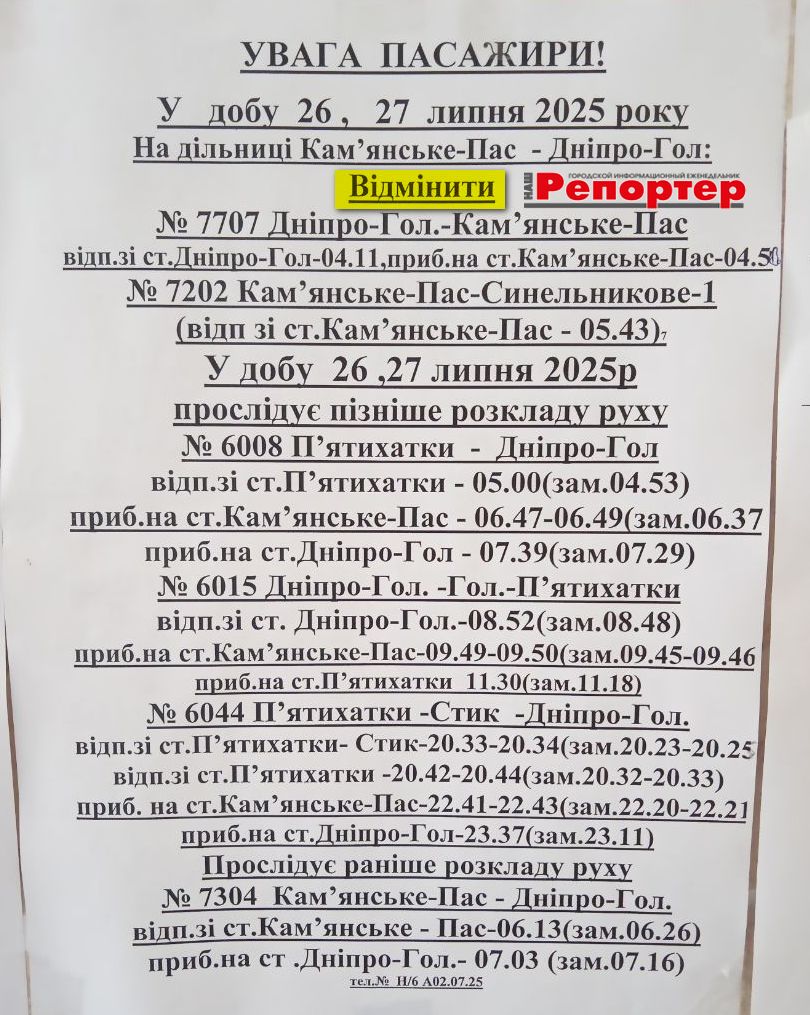 УВАГА ПАСАЖИРИ!
У добу 26 , 27 липня 2025 року
На дільниці Кам’янське-Пас - Дніпро-Гол:
Відмінити
НАШ Репортер
ГОРОДСКОЙ ИНФОРМАЦИОННЫЙ ЕЖЕНЕДЕЛЬНИК
№ 7707 Дніпро-Гол.-Кам’янське-Пас
відп.зі ст.Дніпро-Гол-04.11,приб.на ст.Кам’янське-Пас-04.50
№ 7202 Кам’янське-Пас-Синельникове-1
(відп зі ст.Кам’янське-Пас - 05.43)7
У добу 26 ,27 липня 2025р
прослідує пізніше розкладу руху
№ 6008 П’ятихатки - Дніпро-Гол
відп.зі ст.П’ятихатки - 05.00(зам.04.53)
приб.на ст.Кам’янське-Пас - 06.47-06.49(зам.06.37
приб.на ст.Дніпро-Гол - 07.39(зам.07.29)
№ 6015 Дніпро-Гол. -Гол.-П’ятихатки
відп.зі ст. Дніпро-Гол.-08.52(зам.08.48)
приб.на ст.Кам’янське-Пас-09.49-09.50(зам.09.45-09.46
приб.на ст.П’ятихатки 11.30(зам.11.18)
№ 6044 П’ятихатки -Стик -Дніпро-Гол.
відп.зі ст.П’ятихатки- Стик-20.33-20.34(зам.20.23-20.25
відп.зі ст.П’ятихатки -20.42-20.44(зам.20.32-20.33)
приб. на ст.Кам’янське-Пас-22.41-22.43(зам.22.20-22.21
приб.на ст.Дніпро-Гол-23.37(зам.23.11)
Прослідує раніше розкладу руху
№ 7304 Кам’янське-Пас - Дніпро-Гол.
відп.зі ст.Кам’янське - Пас-06.13(зам.06.26)
приб.на ст .Дніпро-Гол.- 07.03 (зам.07.16)
тел.№ Н/6 А02.07.25